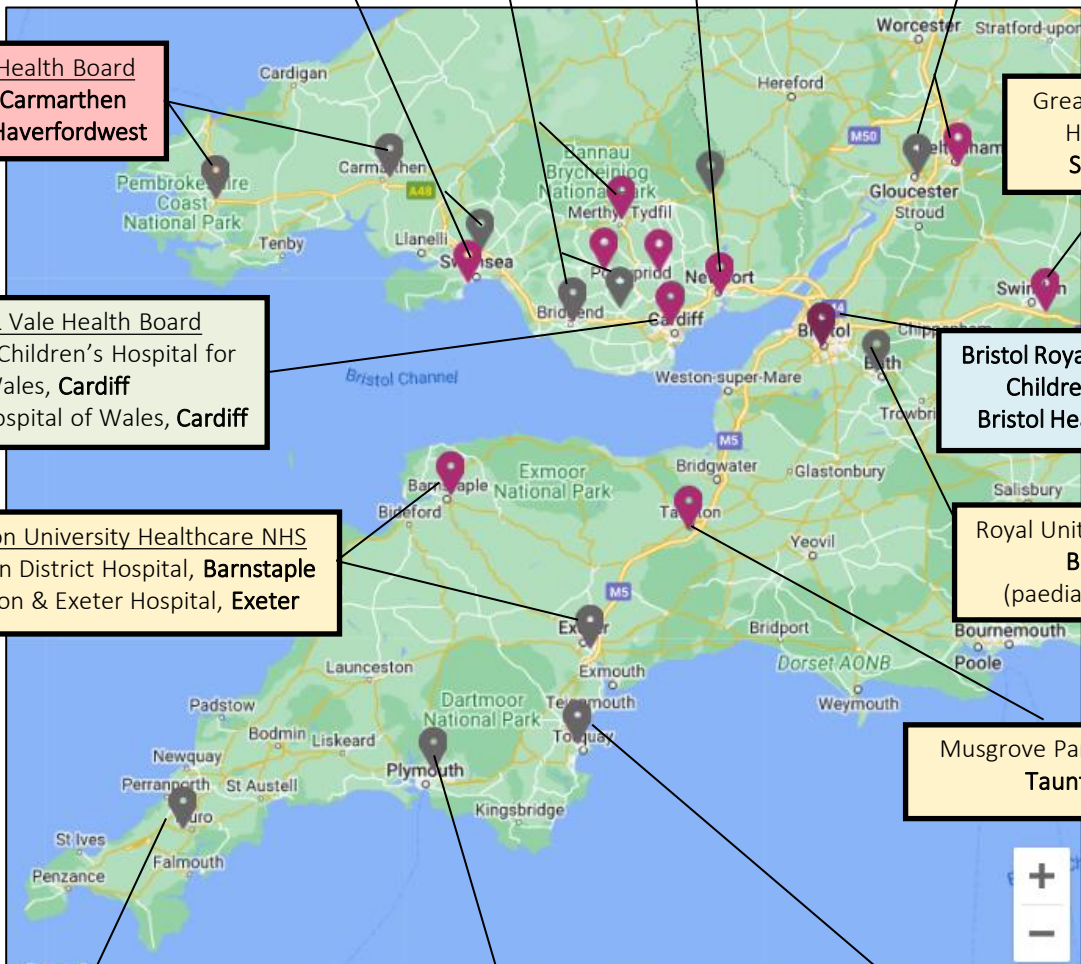 Worcester
Stratford-upon
Cardigan
Hereford
Health Board
Carmarthen
Haverfordwest
M50
Grea
H
S
Carmarthen
Bannau
Brycheiniog
National Park
Gloucester
Pembrokeshire
Coast
National Park
A48
Merthyr Tydfil
Stroud
Tenby
Llanelli
Swansea
Newport
Swindon
Bridgend
Cardiff
Bristol
Chippenham
Vale Health Board
Children's Hospital for
Wales, Cardiff
ospital of Wales, Cardiff
Bath
Bristol Roya
Childre
Bristol Hea
Bristol Channel
Weston-super-Mare
Trowbri
M5
Exmoor
National Park
Bridgwater
Glastonbury
Barnstaple
Salisbury
Bideford
Taunton
on University Healthcare NHS
n District Hospital, Barnstaple
on & Exeter Hospital, Exeter
Yeovil
Royal Unit
B
(paedia
M5
Exeter
Bridport
Bournemouth
Launceston
Exmouth
Dorset AONB
Poole
Padstow
Dartmoor
National Park
Teignmouth
Weymouth
Bodmin
Liskeard
Torquay
Newquay
Plymouth
Musgrove Pa
Taunt
Perranporth
St Austell
Kingsbridge
Truro
St Ives
Falmouth
Penzance
+
−